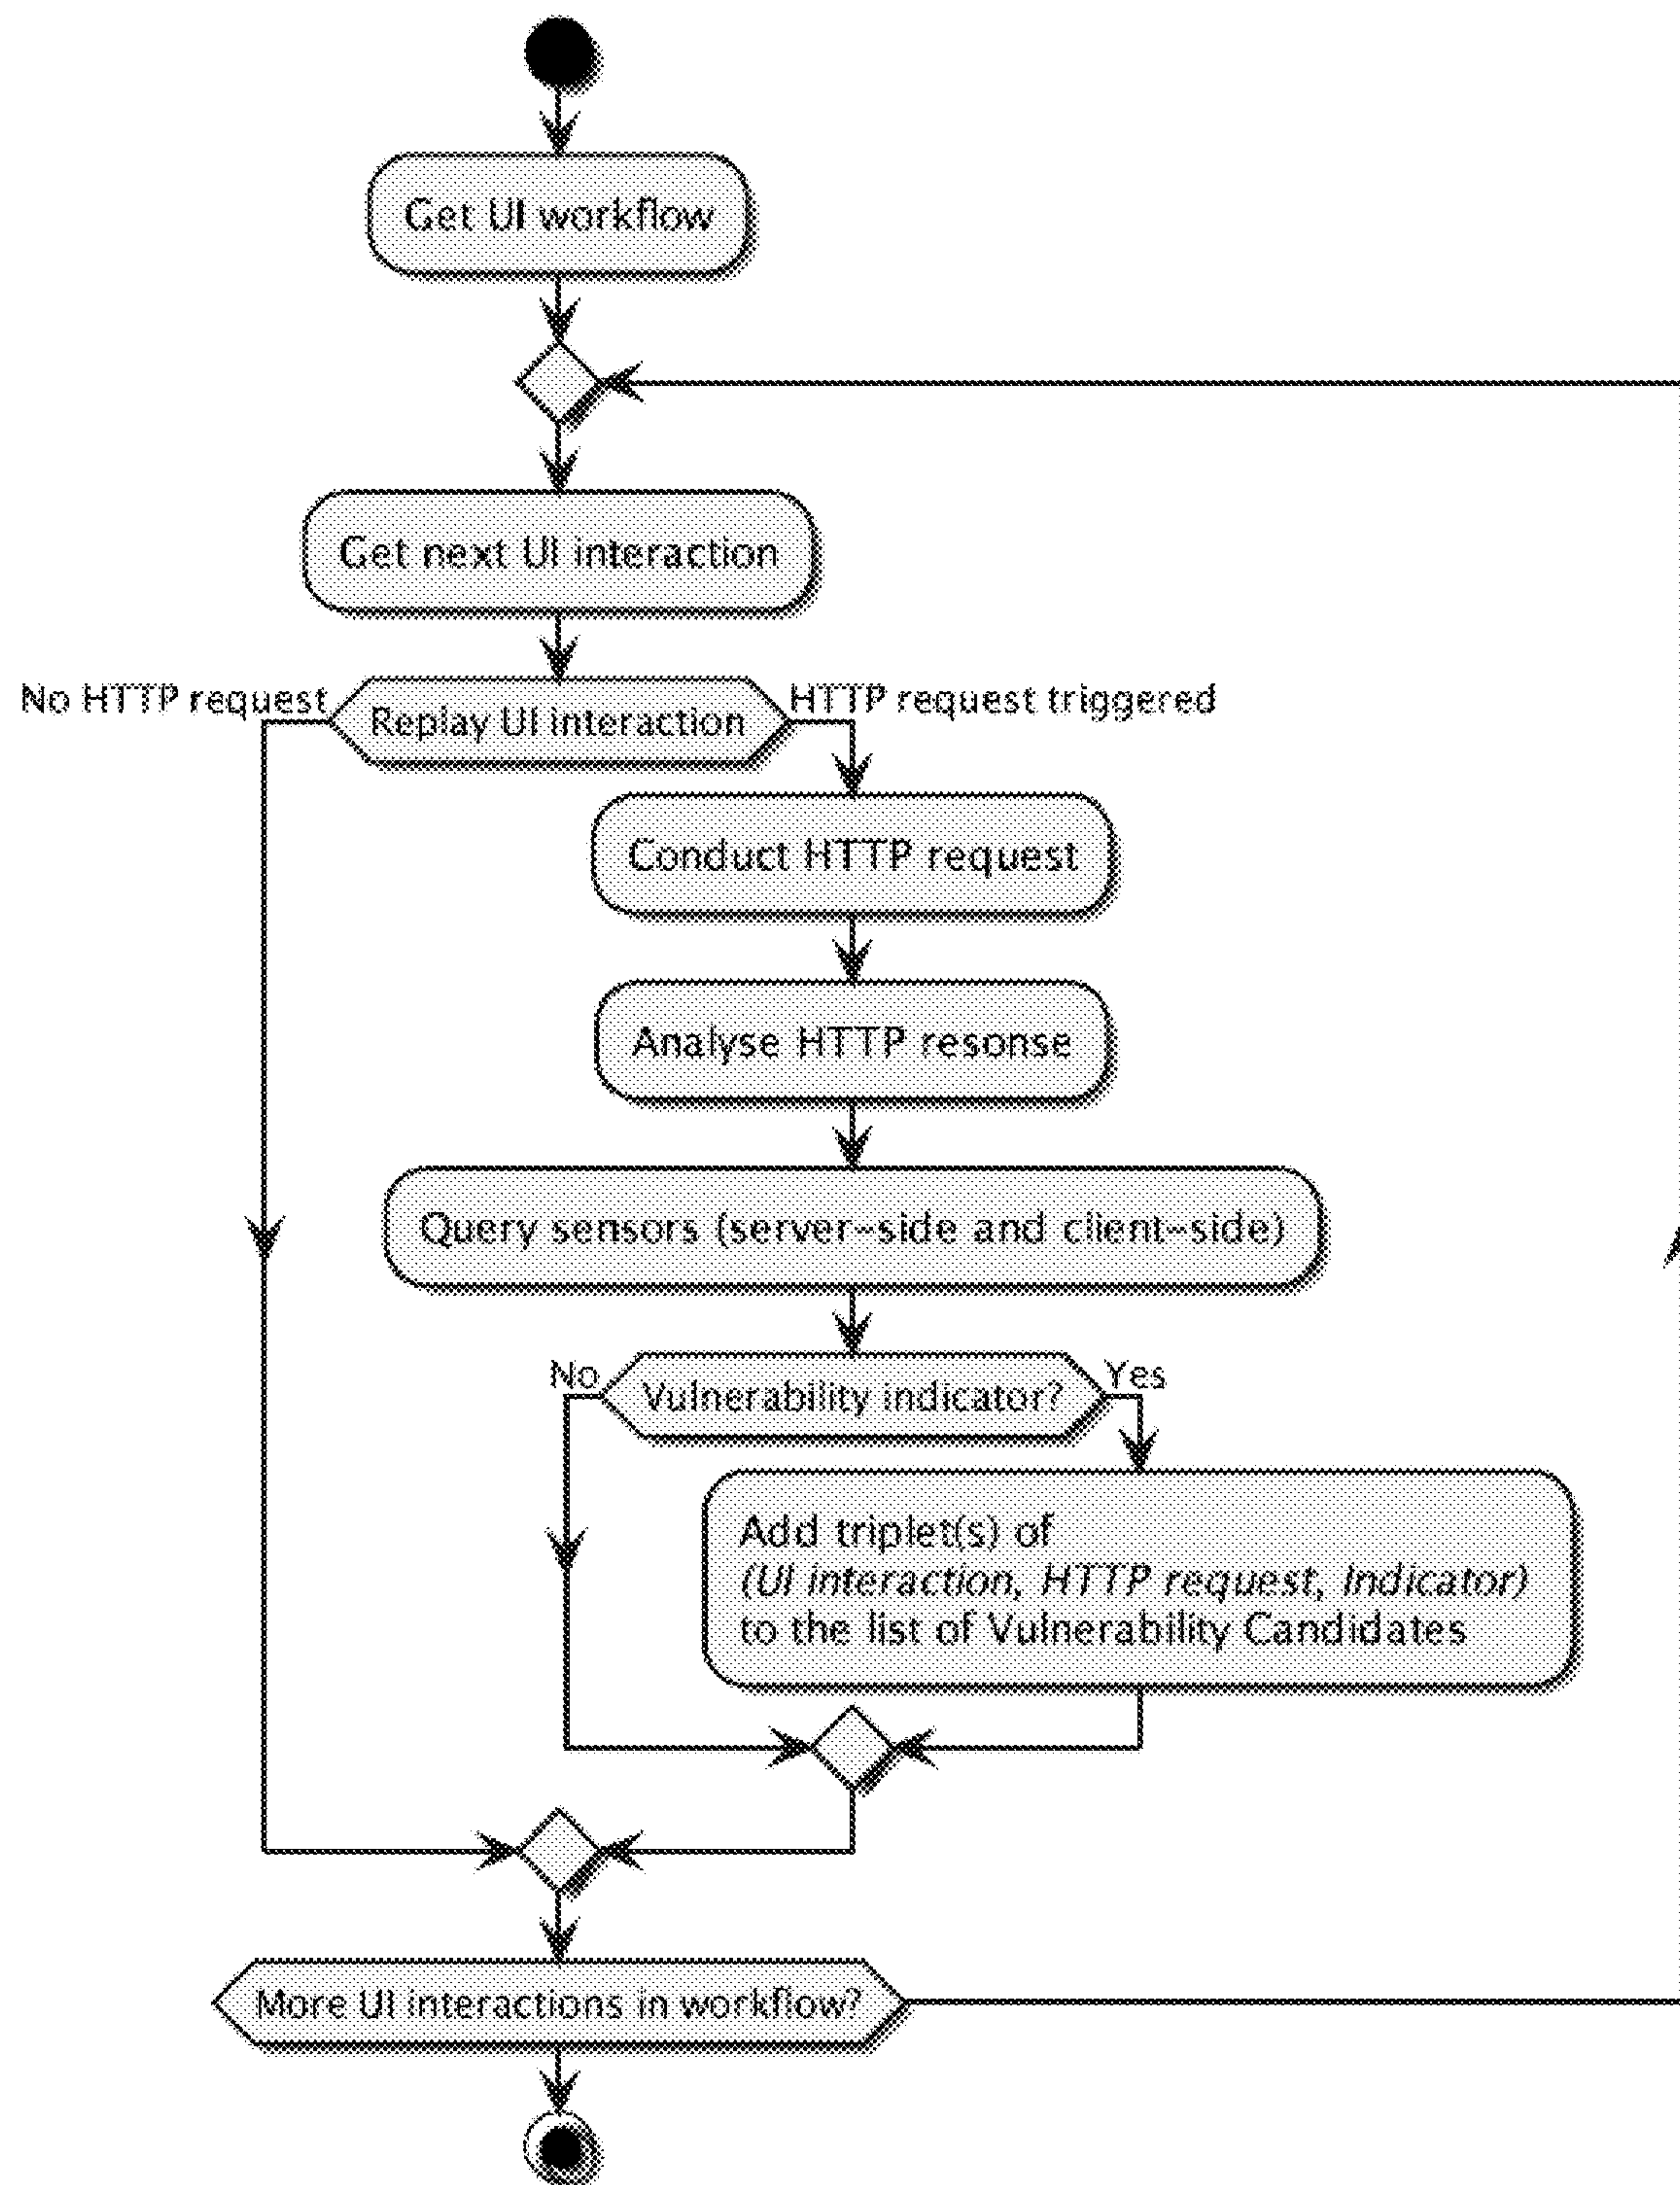 Get UI workflow
Get next UI interaction
No HTTP request
Replay UI interaction
HTTP request triggered
Conduct HTTP request
Analyse HTTP resonse
Query sensors (server-side and client-side)
No
Vulnerability indicator?
Yes
Add triplet(s) of
(UI interaction, HTTP request, Indicator)
to the list of Vulnerability Candidates
More UI interactions in workflow?